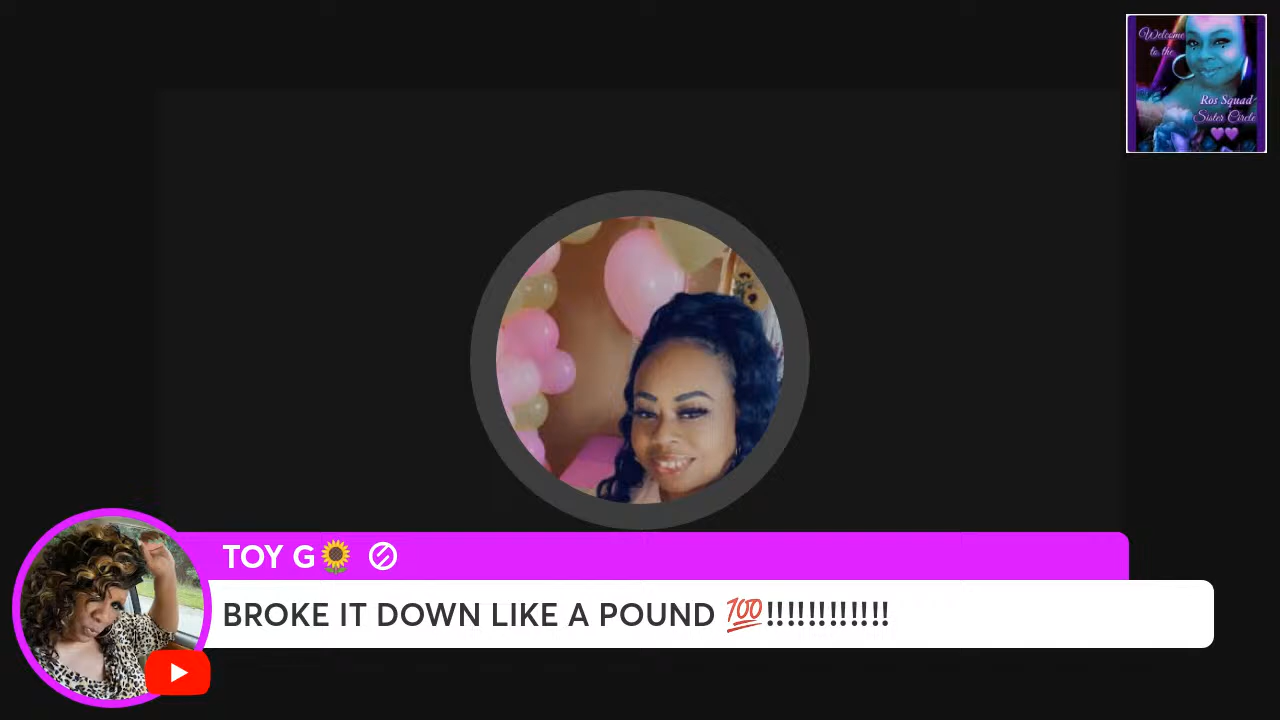 Welcome
to the
Ros Squad
Sister Circle
💜💜
TOY G🌻
BROKE IT DOWN LIKE A POUND 💯!!!!!!!!!!!!